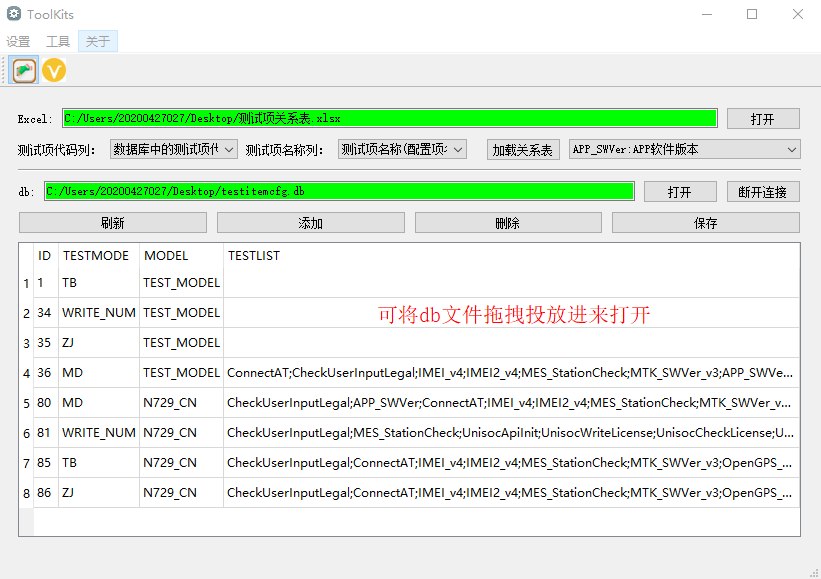 ToolKits
设置 工具 关于
Excel: C:/Users/20200427027/Desktop/测试项关系表.xlsx 打开
测试项代码列: 数据库中的测试项代 测试项名称列: 测试项名称(配置项: 加载关系表 APP_SWVer:APP软件版本
db: C:/Users/20200427027/Desktop/testitemcfg.db 打开 断开连接
刷新 添加 删除 保存
ID TESTMODE MODEL TESTLIST
1 1 TB TEST_MODEL
2 34 WRITE_NUM TEST_MODEL 可将db文件拖拽投放进来打开
3 35 ZJ TEST_MODEL
4 36 MD TEST_MODEL ConnectAT;CheckUserInputLegal;IMEI_v4;IMEI2_v4;MES_StationCheck;MTK_SWVer_v3;APP_SWVe...
5 80 MD N729_CN CheckUserInputLegal;APP_SWVer;ConnectAT;IMEI_v4;IMEI2_v4;MES_StationCheck;MTK_SWVer_v...
6 81 WRITE_NUM N729_CN CheckUserInputLegal;MES_StationCheck;UnisocApiInit;UnisocWriteLicense;UnisocCheckLicense;U...
7 85 TB N729_CN CheckUserInputLegal;ConnectAT;IMEI_v4;IMEI2_v4;MES_StationCheck;MTK_SWVer_v3;OpenGPS_...
8 86 ZJ N729_CN CheckUserInputLegal;ConnectAT;IMEI_v4;IMEI2_v4;MES_StationCheck;MTK_SWVer_v3;OpenGPS_...